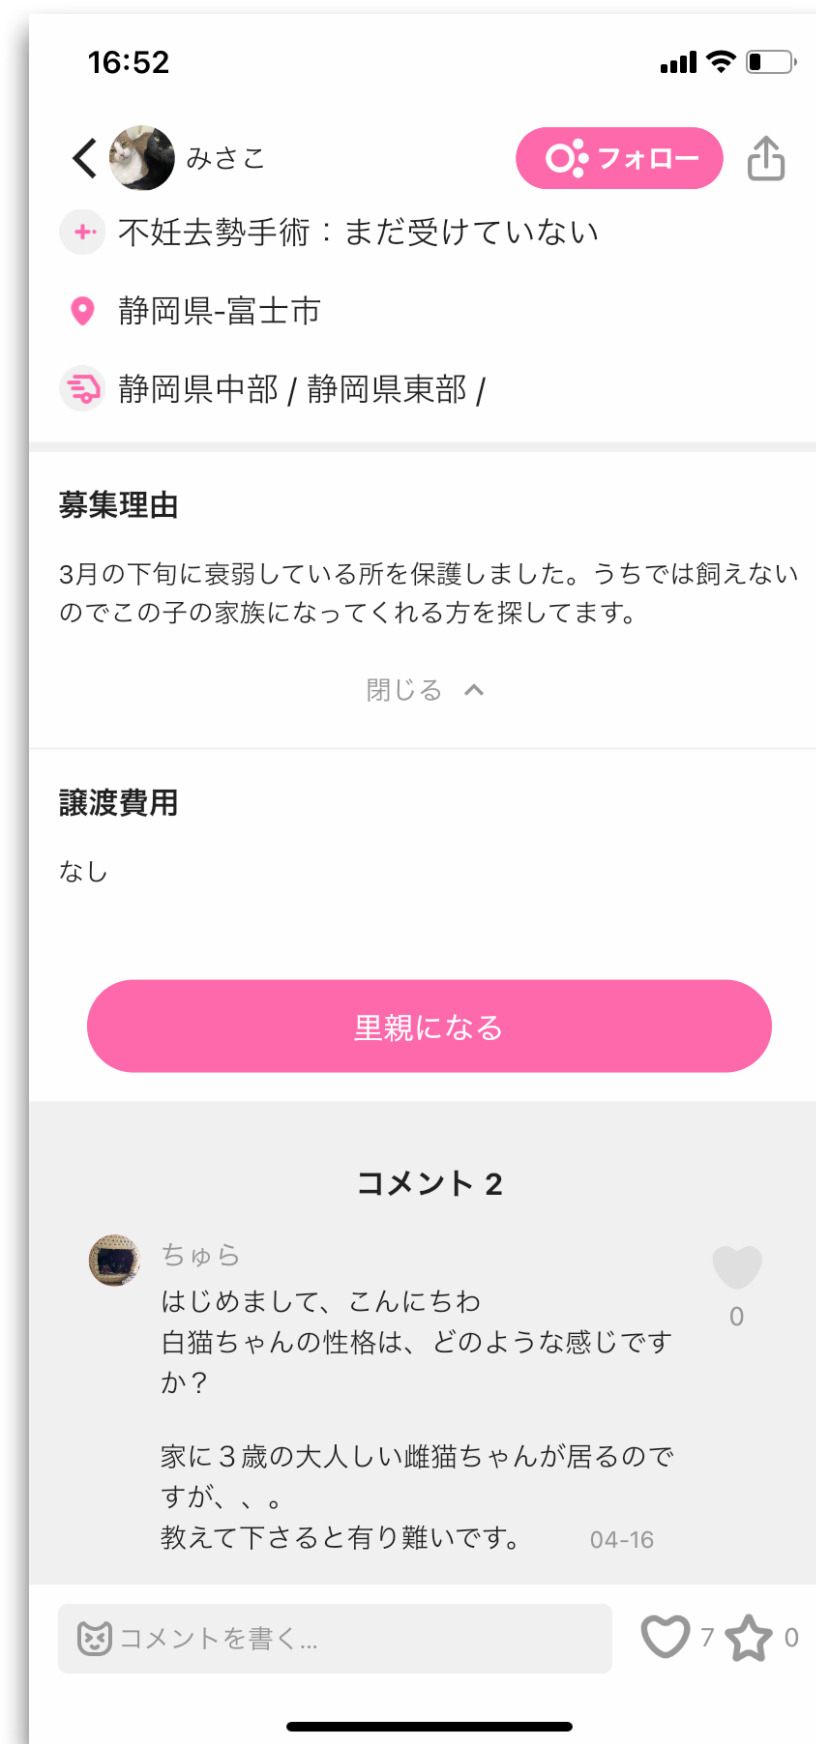 16:52
みさこ
フォロー
不妊去勢手術：まだ受けていない
静岡県-富士市
静岡県中部 / 静岡県東部 /
募集理由
3月の下旬に衰弱している所を保護しました。うちでは飼えない
のでこの子の家族になってくれる方を探してます。
閉じる
譲渡費用
なし
里親になる
コメント 2
ちゅら
はじめまして、こんにちわ
白猫ちゃんの性格は、どのような感じです
か？
0
家に３歳の大人しい雌猫ちゃんが居るので
すが、、。
教えて下さると有り難いです。 04-16
コメントを書く... 7 0